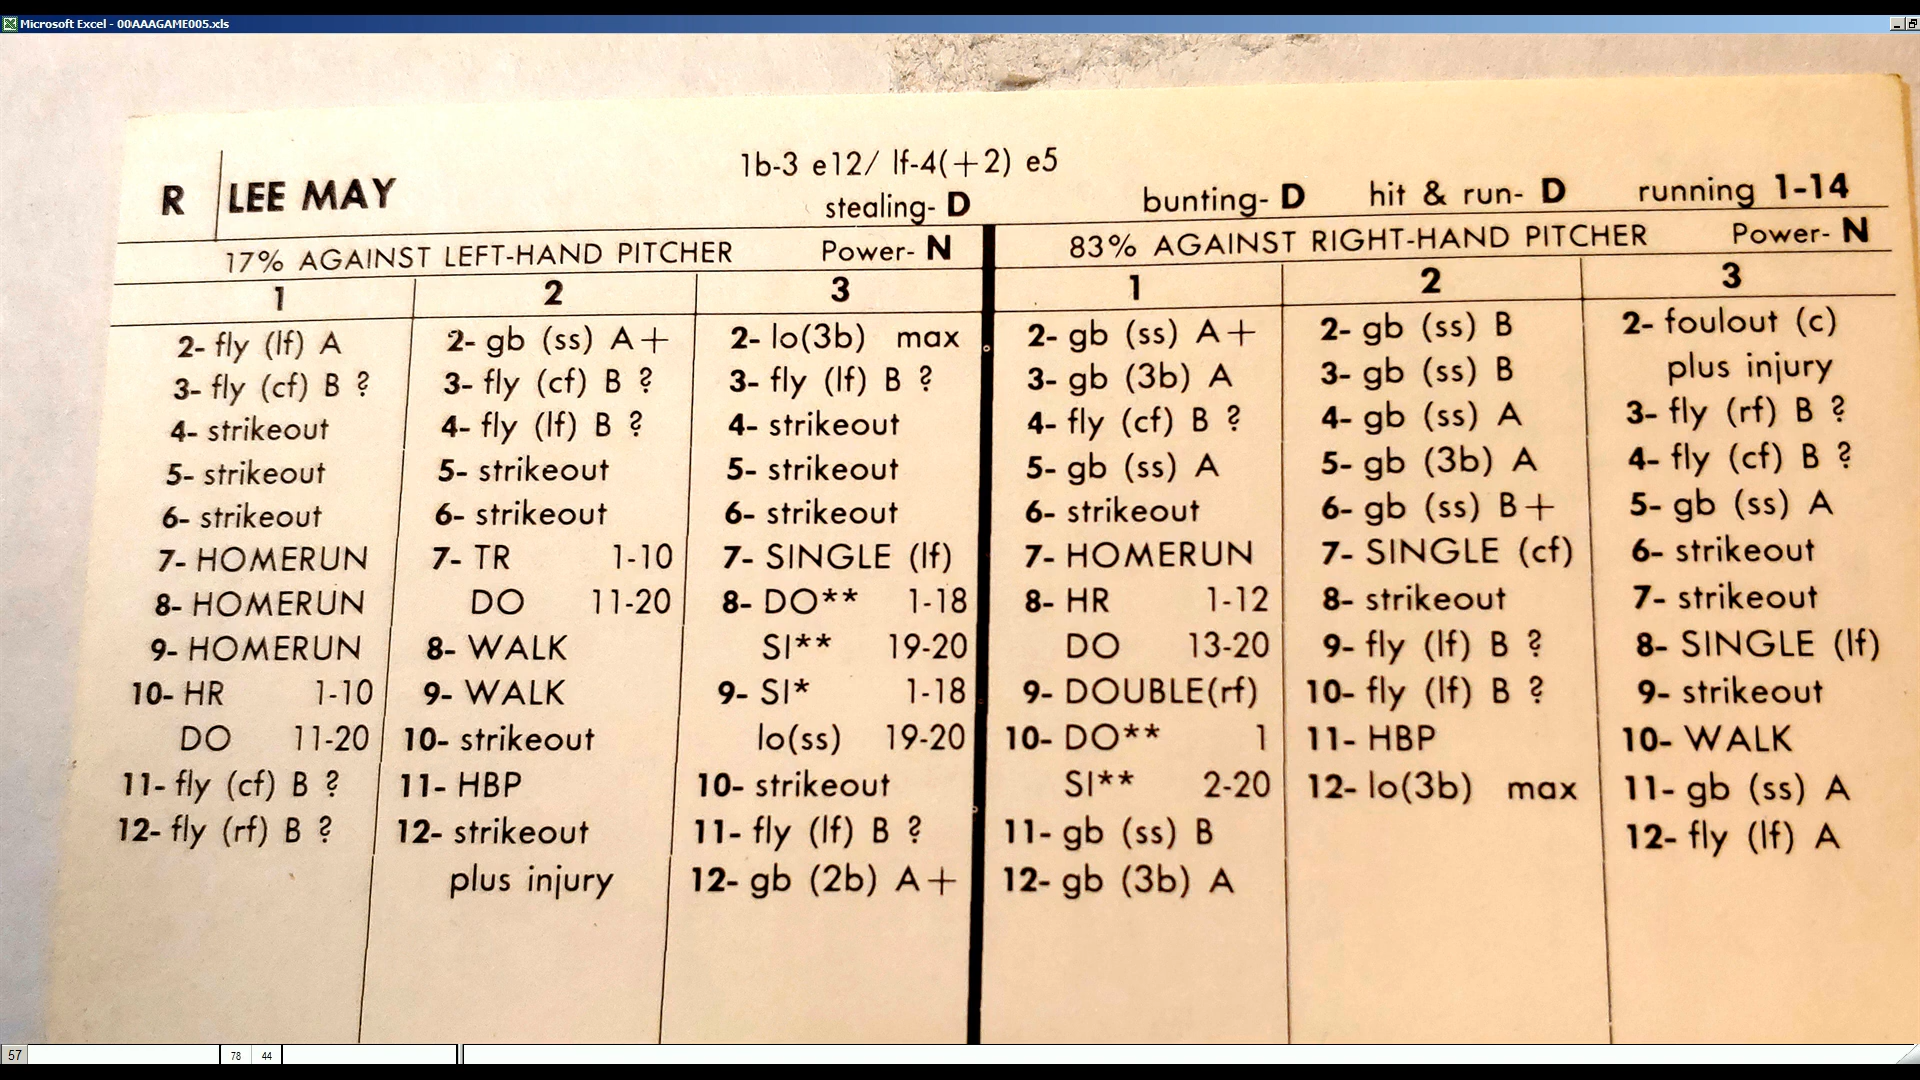 Microsoft Excel - 00AAAGAME005.xls
1b-3 e12/ lf-4(+2) e5
R LEE MAY
stealing- D bunting- D hit & run- D running 1-14
17% AGAINST LEFT-HAND PITCHER Power- N
1 2 3
2- fly (lf) A
3- fly (cf) B ?
4- strikeout
5- strikeout
6- strikeout
7- HOMERUN
8- HOMERUN
9- HOMERUN
10- HR 1-10
DO 11-20
11- fly (cf) B ?
12- fly (rf) B ?
2- gb (ss) A+
3- fly (cf) B ?
4- fly (lf) B ?
5- strikeout
6- strikeout
7- TR 1-10
DO 11-20
8- WALK
9- WALK
10- strikeout
11- HBP
12- strikeout
plus injury
2- lo(3b) max
3- fly (lf) B ?
4- strikeout
5- strikeout
6- strikeout
7- SINGLE (lf)
8- DO** 1-18
SI** 19-20
9- SI* 1-18
lo(ss) 19-20
10- strikeout
11- fly (lf) B ?
12- gb (2b) A+
83% AGAINST RIGHT-HAND PITCHER Power- N
1 2 3
2- gb (ss) A+
3- gb (3b) A
4- fly (cf) B ?
5- gb (ss) A
6- strikeout
7- HOMERUN
8- HR 1-12
DO 13-20
9- DOUBLE(rf)
10- DO** 1
SI** 2-20
11- gb (ss) B
12- gb (3b) A
2- gb (ss) B
3- gb (ss) B
4- gb (ss) A
5- gb (3b) A
6- gb (ss) B+
7- SINGLE (cf)
8- strikeout
9- fly (lf) B ?
10- fly (lf) B ?
11- HBP
12- lo(3b) max
2- foulout (c)
plus injury
3- fly (rf) B ?
4- fly (cf) B ?
5- gb (ss) A
6- strikeout
7- strikeout
8- SINGLE (lf)
9- strikeout
10- WALK
11- gb (ss) A
12- fly (lf) A
57 78 44